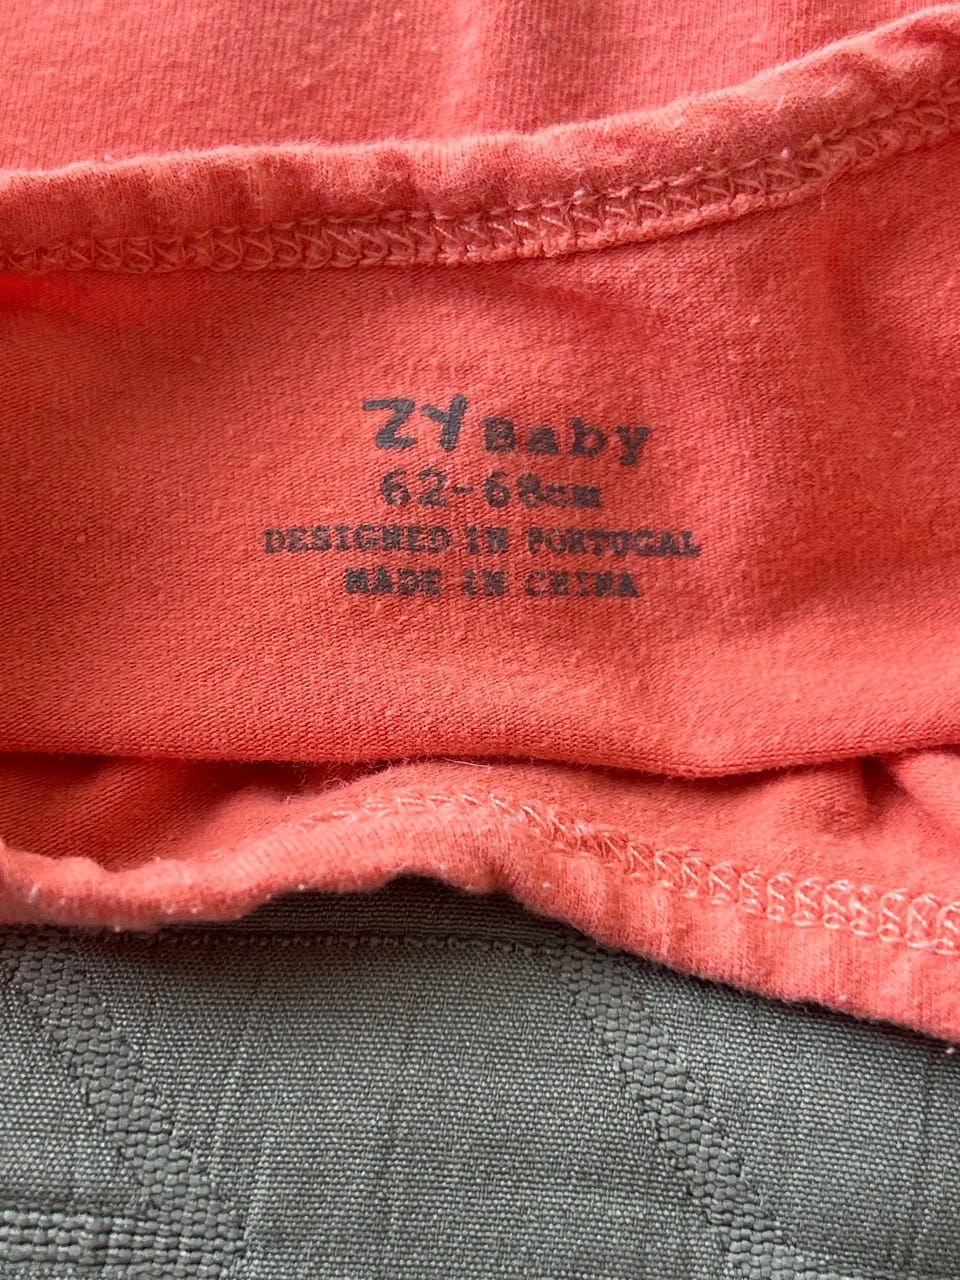 ZY Baby
62-68cm
DESIGNED IN PORTUGAL
MADE IN CHINA